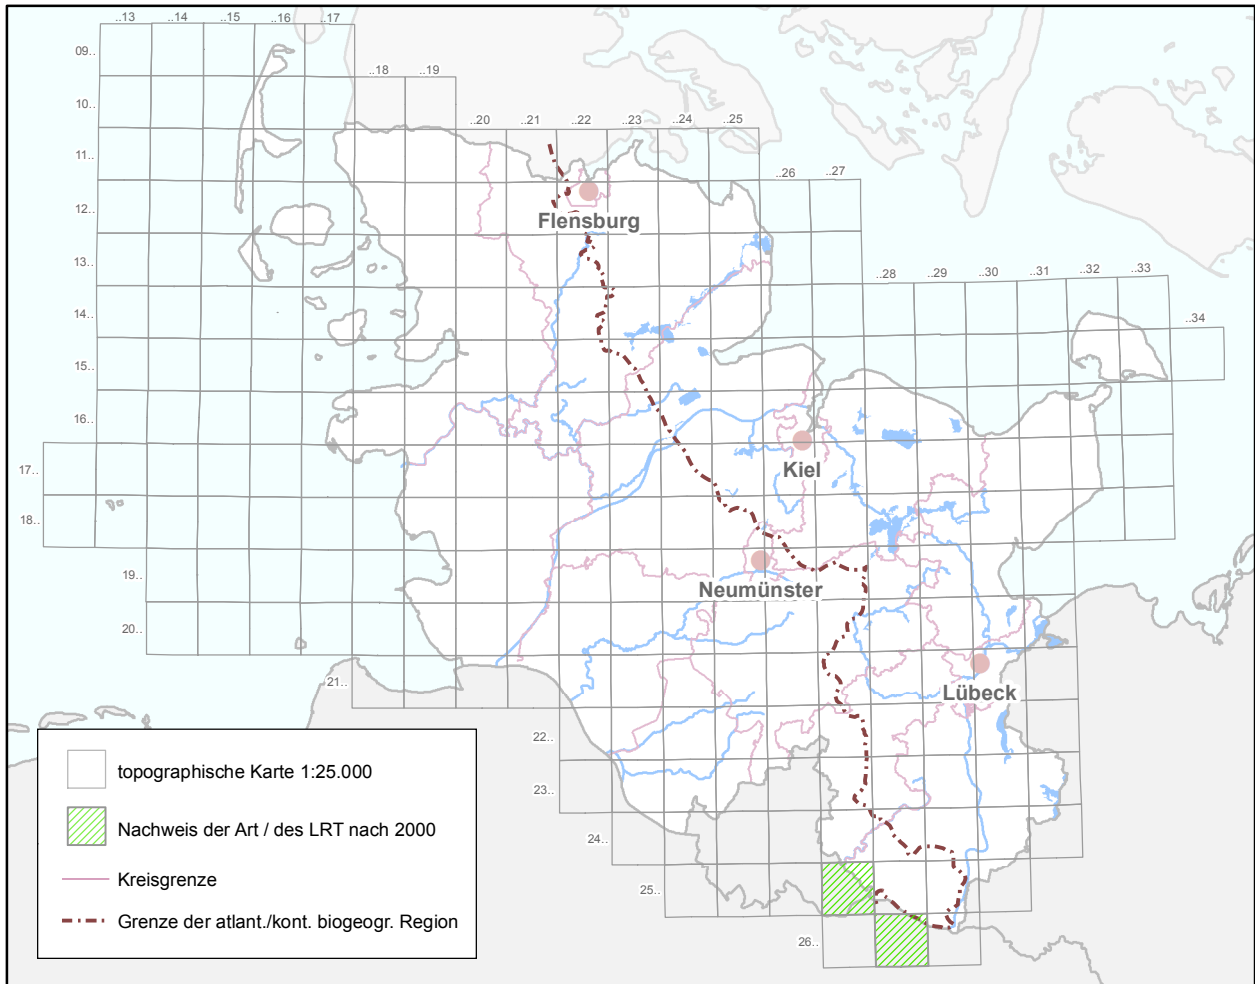 ..13 ..14 ..15 ..16 ..17
09..
..18 ..19
10..
..20 ..21 ..22 ..23 ..24 ..25
11..
..26 ..27
12..
Flensburg
13..
..28 ..29 ..30 ..31 ..32 ..33
14..
..34
15..
16..
17..
Kiel
18..
19..
Neumünster
20..
21..
Lübeck
22..
topographische Karte 1:25.000
23..
Nachweis der Art / des LRT nach 2000
24..
Kreisgrenze
25..
Grenze der atlant./kont. biogeogr. Region
26..